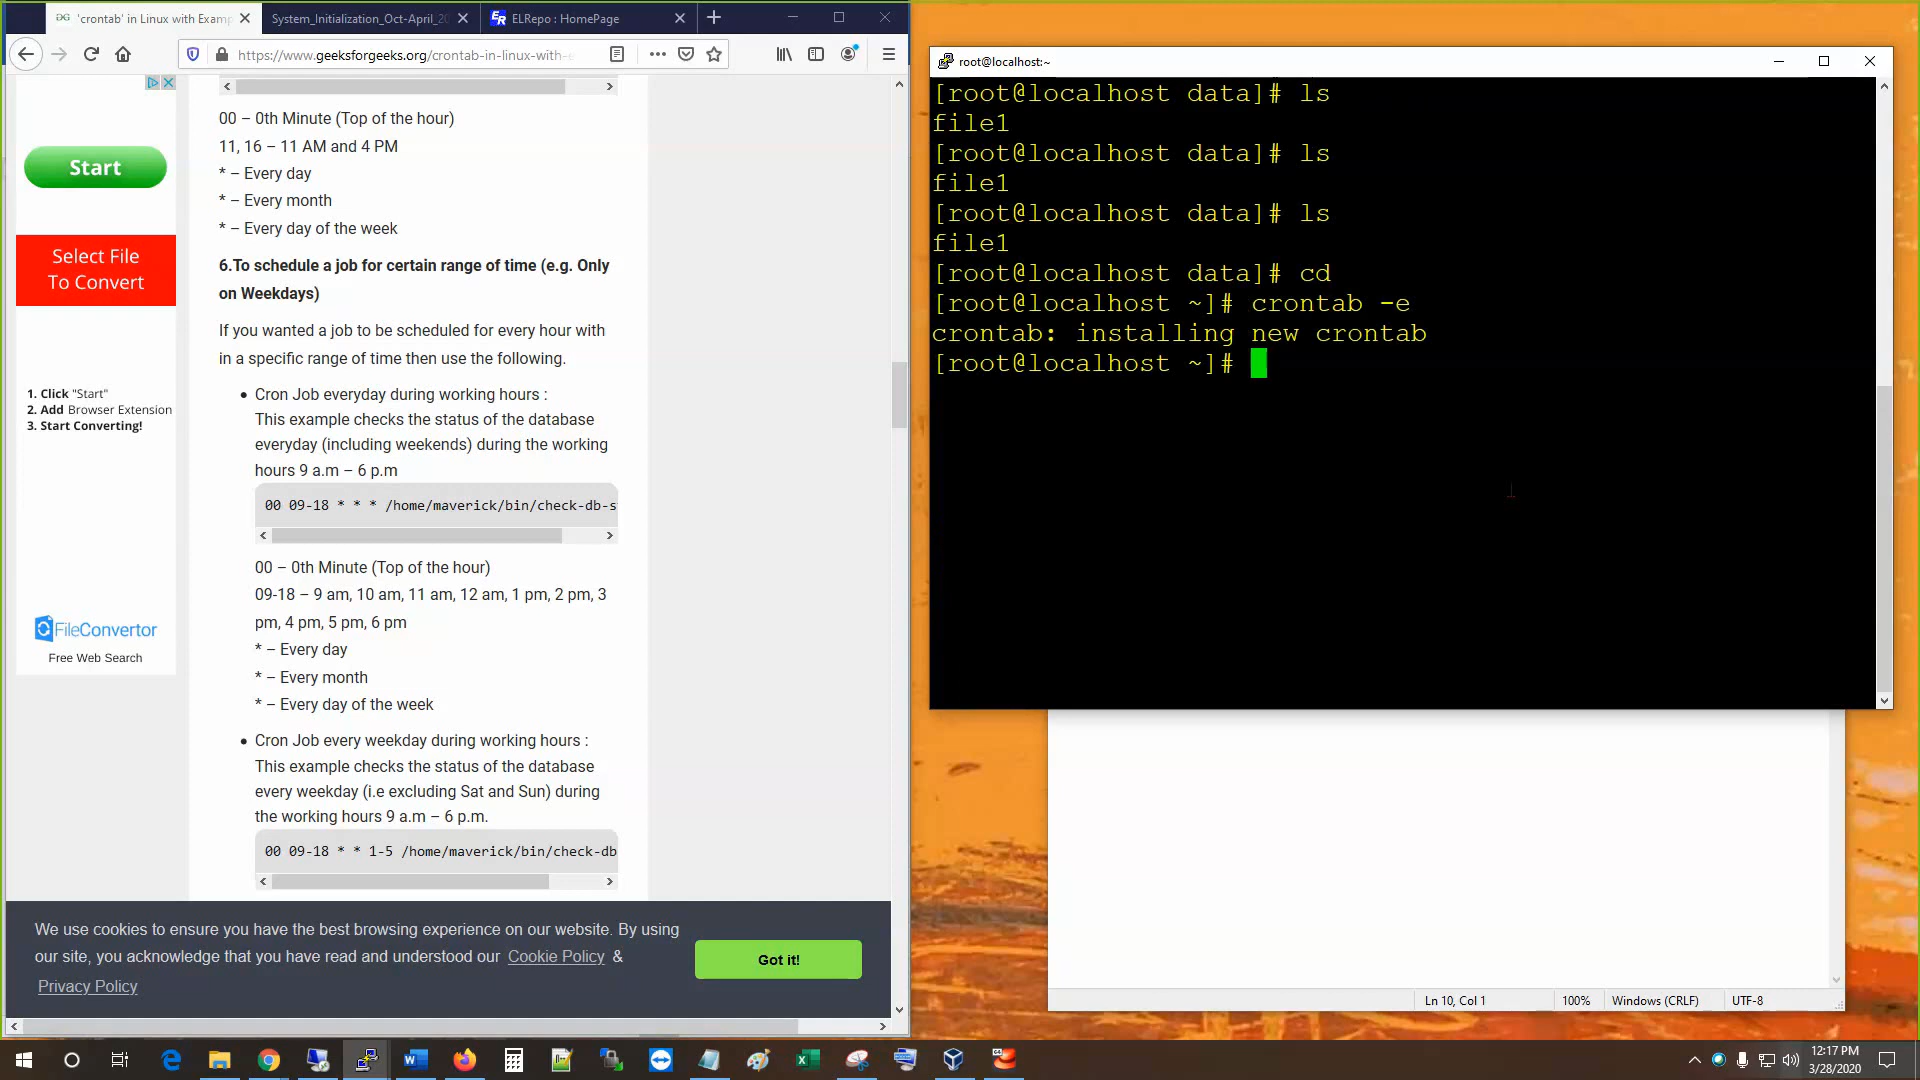 'crontab' in Linux with Examp
System_Initialization_Oct-April_20
ELRepo : HomePage
https://www.geeksforgeeks.org/crontab-in-linux-with-e
Start
Select File
To Convert
1. Click "Start"
2. Add Browser Extension
3. Start Converting!
FileConvertor
Free Web Search
00 – 0th Minute (Top of the hour)
11, 16 – 11 AM and 4 PM
* – Every day
* – Every month
* – Every day of the week
6.To schedule a job for certain range of time (e.g. Only
on Weekdays)
If you wanted a job to be scheduled for every hour with
in a specific range of time then use the following.
Cron Job everyday during working hours :
This example checks the status of the database
everyday (including weekends) during the working
hours 9 a.m – 6 p.m
00 09-18 * * * /home/maverick/bin/check-db-s
00 – 0th Minute (Top of the hour)
09-18 – 9 am, 10 am, 11 am, 12 am, 1 pm, 2 pm, 3
pm, 4 pm, 5 pm, 6 pm
* – Every day
* – Every month
* – Every day of the week
Cron Job every weekday during working hours :
This example checks the status of the database
every weekday (i.e excluding Sat and Sun) during
the working hours 9 a.m – 6 p.m.
00 09-18 * * 1-5 /home/maverick/bin/check-db
We use cookies to ensure you have the best browsing experience on our website. By using
our site, you acknowledge that you have read and understood our Cookie Policy &
Privacy Policy
Got it!
root@localhost:~
[root@localhost data]# ls
file1
[root@localhost data]# ls
file1
[root@localhost data]# ls
file1
[root@localhost data]# cd
[root@localhost ~]# crontab -e
crontab: installing new crontab
[root@localhost ~]#
Ln 10, Col 1
100%
Windows (CRLF)
UTF-8
12:17 PM
3/28/2020